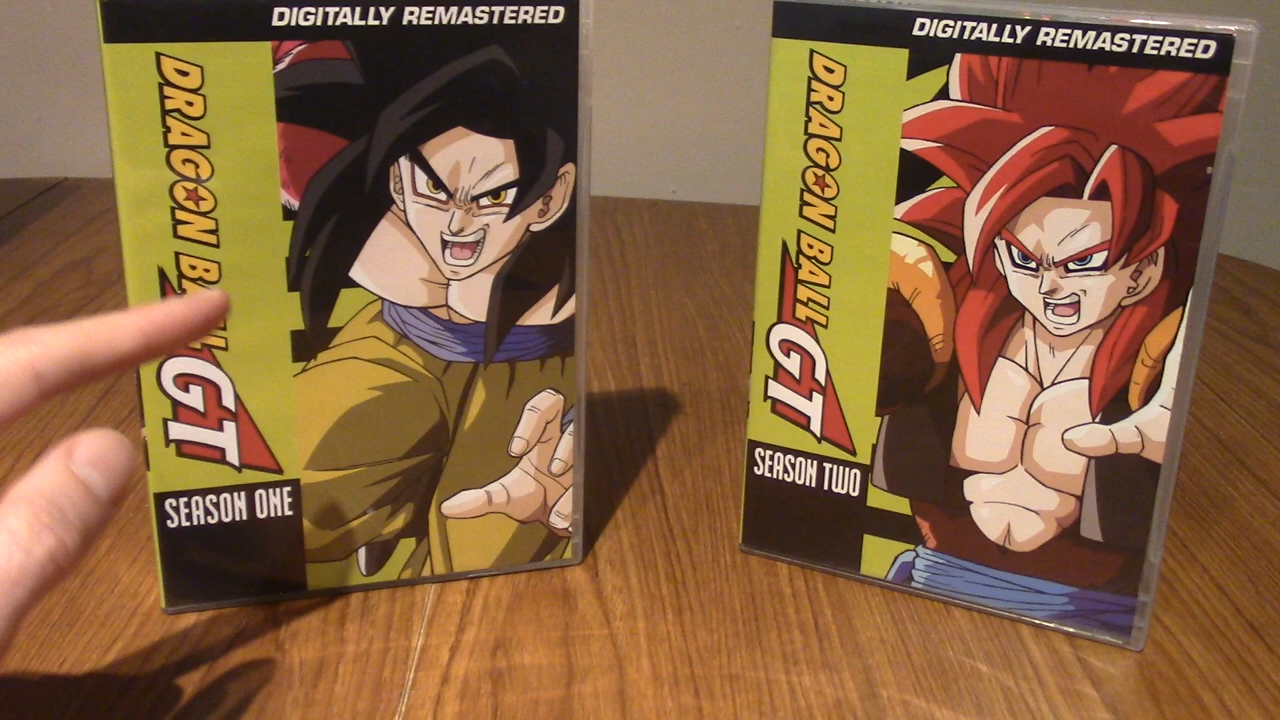 DIGITALLY REMASTERED
DRAGON BALL
GT
SEASON ONE
DIGITALLY REMASTERED
DRAGON BALL
GT
SEASON TWO